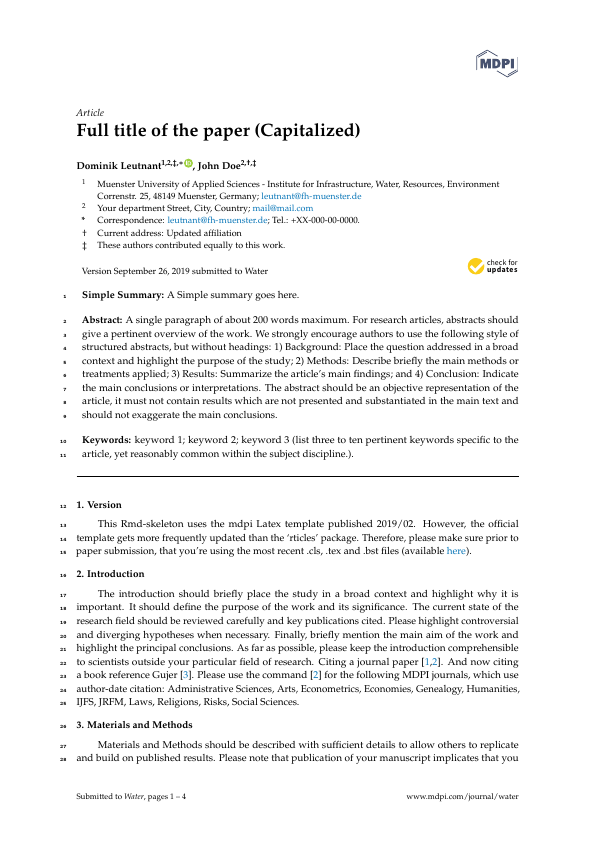 MDPI
Article
Full title of the paper (Capitalized)
Dominik Leutnant1,2,‡,* iD, John Doe2,†,‡
1 Muenster University of Applied Sciences - Institute for Infrastructure, Water, Resources, Environment
Correnstr. 25, 48149 Muenster, Germany; leutnant@fh-muenster.de
2 Your department Street, City, Country; mail@mail.com
* Correspondence: leutnant@fh-muenster.de; Tel.: +XX-000-00-0000.
† Current address: Updated affiliation
‡ These authors contributed equally to this work.
check for
updates
Version September 26, 2019 submitted to Water
1 Simple Summary: A Simple summary goes here.
2 Abstract: A single paragraph of about 200 words maximum. For research articles, abstracts should
3 give a pertinent overview of the work. We strongly encourage authors to use the following style of
4 structured abstracts, but without headings: 1) Background: Place the question addressed in a broad
5 context and highlight the purpose of the study; 2) Methods: Describe briefly the main methods or
6 treatments applied; 3) Results: Summarize the article's main findings; and 4) Conclusion: Indicate
7 the main conclusions or interpretations. The abstract should be an objective representation of the
8 article, it must not contain results which are not presented and substantiated in the main text and
9 should not exaggerate the main conclusions.
10 Keywords: keyword 1; keyword 2; keyword 3 (list three to ten pertinent keywords specific to the
11 article, yet reasonably common within the subject discipline.).
12 1. Version
13 This Rmd-skeleton uses the mdpi Latex template published 2019/02. However, the official
14 template gets more frequently updated than the 'rticles' package. Therefore, please make sure prior to
15 paper submission, that you're using the most recent .cls, .tex and .bst files (available here).
16 2. Introduction
17 The introduction should briefly place the study in a broad context and highlight why it is
18 important. It should define the purpose of the work and its significance. The current state of the
19 research field should be reviewed carefully and key publications cited. Please highlight controversial
20 and diverging hypotheses when necessary. Finally, briefly mention the main aim of the work and
21 highlight the principal conclusions. As far as possible, please keep the introduction comprehensible
22 to scientists outside your particular field of research. Citing a journal paper [1,2]. And now citing
23 a book reference Gujer [3]. Please use the command [2] for the following MDPI journals, which use
24 author-date citation: Administrative Sciences, Arts, Econometrics, Economies, Genealogy, Humanities,
25 IJFS, JRFM, Laws, Religions, Risks, Social Sciences.
26 3. Materials and Methods
27 Materials and Methods should be described with sufficient details to allow others to replicate
28 and build on published results. Please note that publication of your manuscript implicates that you
Submitted to Water, pages 1 – 4
www.mdpi.com/journal/water